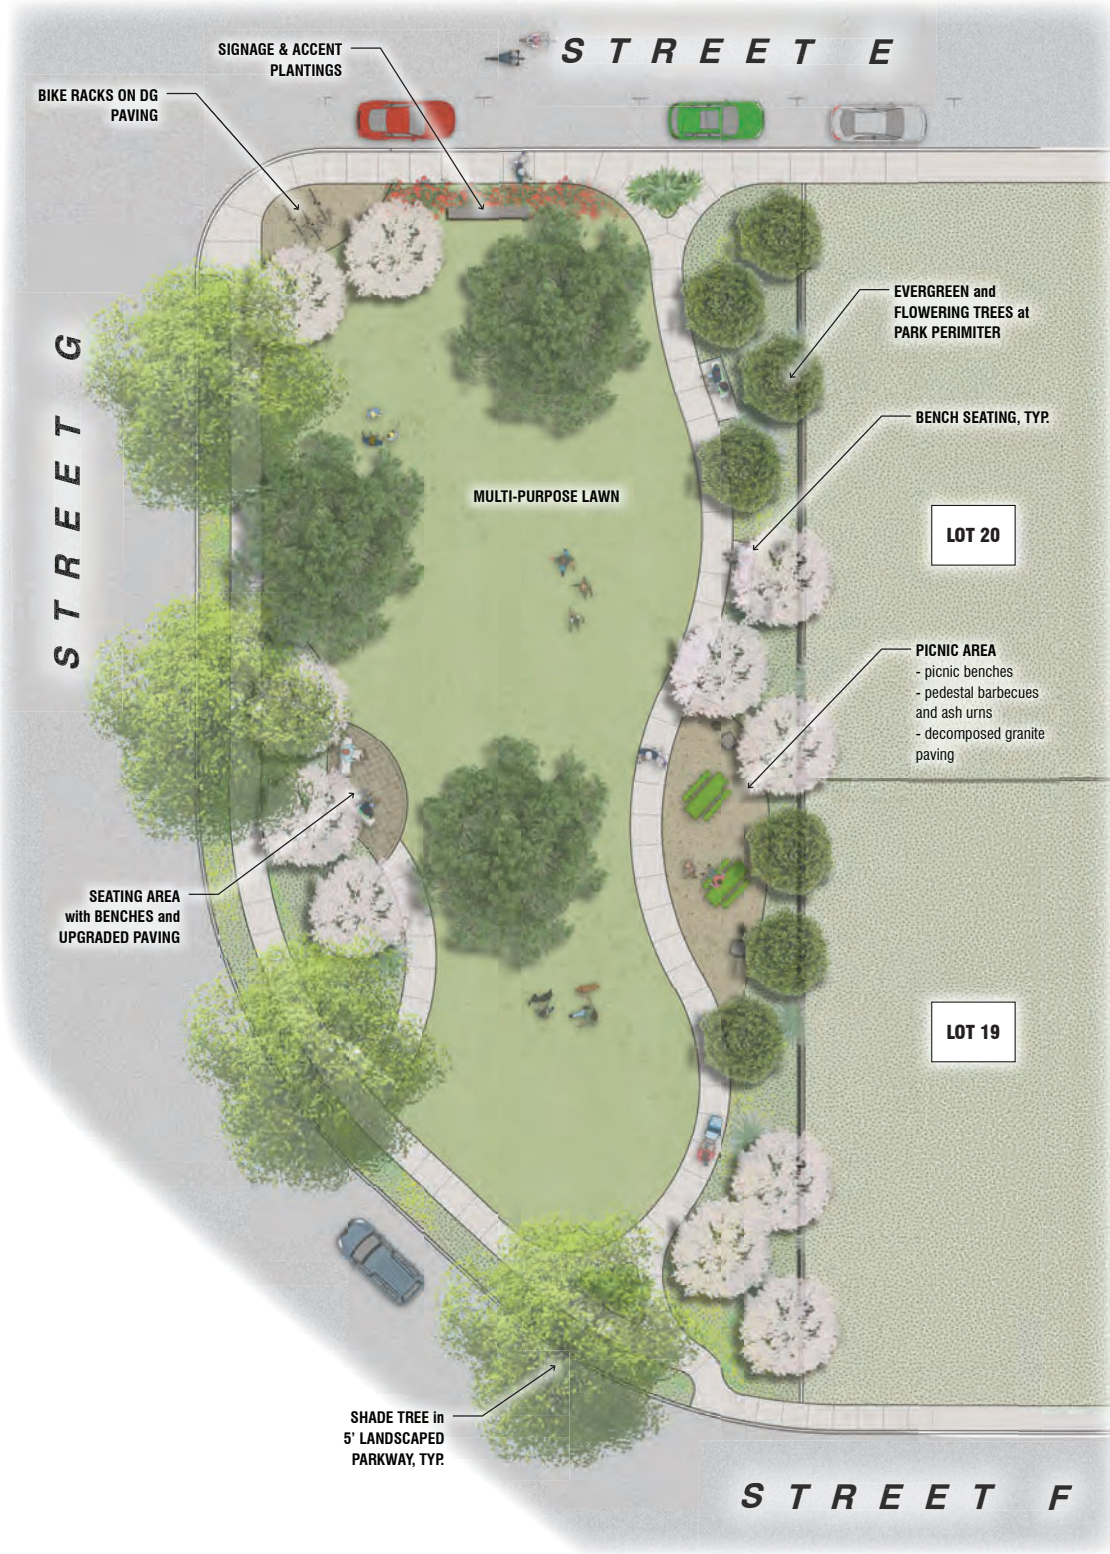 STREET E
SIGNAGE & ACCENT
PLANTINGS
BIKE RACKS ON DG
PAVING
STREET G
EVERGREEN and
FLOWERING TREES at
PARK PERIMITER
BENCH SEATING, TYP.
MULTI-PURPOSE LAWN
LOT 20
PICNIC AREA
- picnic benches
- pedestal barbecues
and ash urns
- decomposed granite
paving
SEATING AREA
with BENCHES and
UPGRADED PAVING
LOT 19
SHADE TREE in
5' LANDSCAPED
PARKWAY, TYP.
STREET F